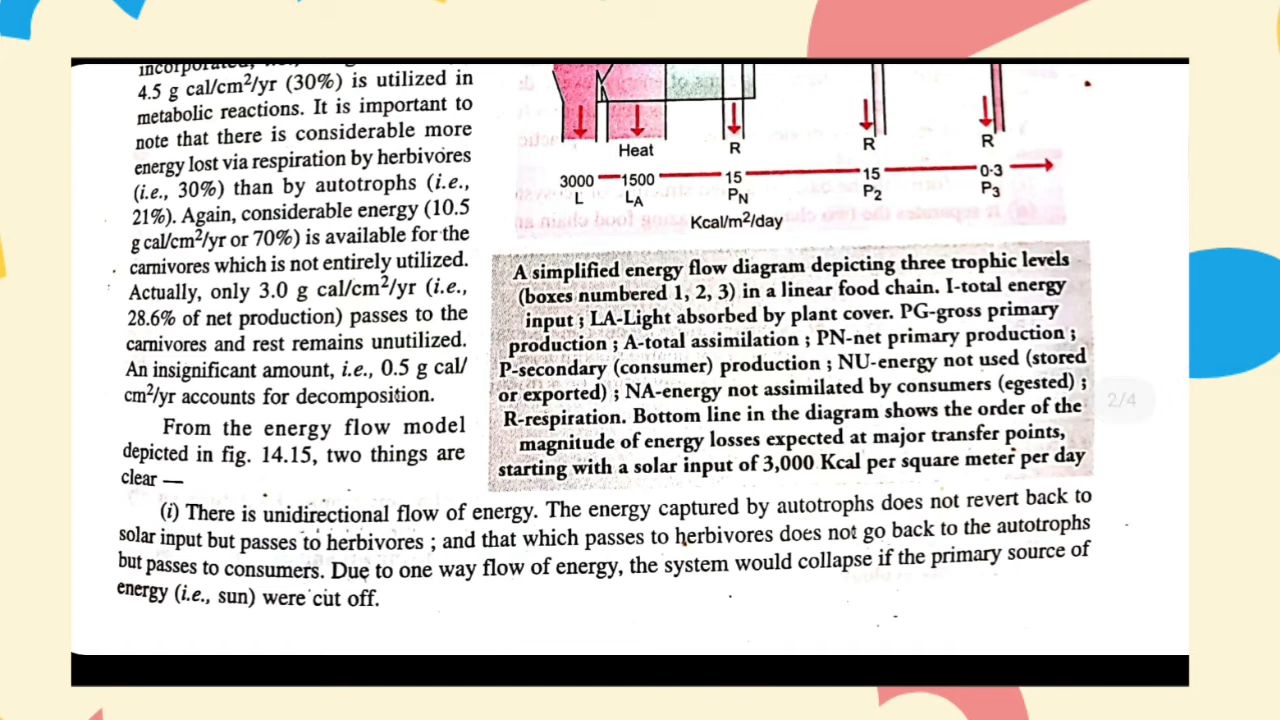 4.5 g cal/cm²/yr (30%) is utilized in
metabolic reactions. It is important to
note that there is considerable more
energy lost via respiration by herbivores
(i.e., 30%) than by autotrophs (i.e.,
21%). Again, considerable energy (10.5
g cal/cm²/yr or 70%) is available for the
carnivores which is not entirely utilized.
Actually, only 3.0 g cal/cm²/yr (i.e.,
28.6% of net production) passes to the
carnivores and rest remains unutilized.
An insignificant amount, i.e., 0.5 g cal/
cm²/yr accounts for decomposition.
From the energy flow model
depicted in fig. 14.15, two things are
clear —
Heat R R R
3000 1500 15 15 0·3
L LA PN P2 P3
Kcal/m²/day
A simplified energy flow diagram depicting three trophic levels
(boxes numbered 1, 2, 3) in a linear food chain. I-total energy
input ; LA-Light absorbed by plant cover. PG-gross primary
production ; A-total assimilation ; PN-net primary production ;
P-secondary (consumer) production ; NU-energy not used (stored
or exported) ; NA-energy not assimilated by consumers (egested) ;
R-respiration. Bottom line in the diagram shows the order of the
magnitude of energy losses expected at major transfer points,
starting with a solar input of 3,000 Kcal per square meter per day
2/4
(i) There is unidirectional flow of energy. The energy captured by autotrophs does not revert back to
solar input but passes to herbivores ; and that which passes to herbivores does not go back to the autotrophs
but passes to consumers. Due to one way flow of energy, the system would collapse if the primary source of
energy (i.e., sun) were cut off.